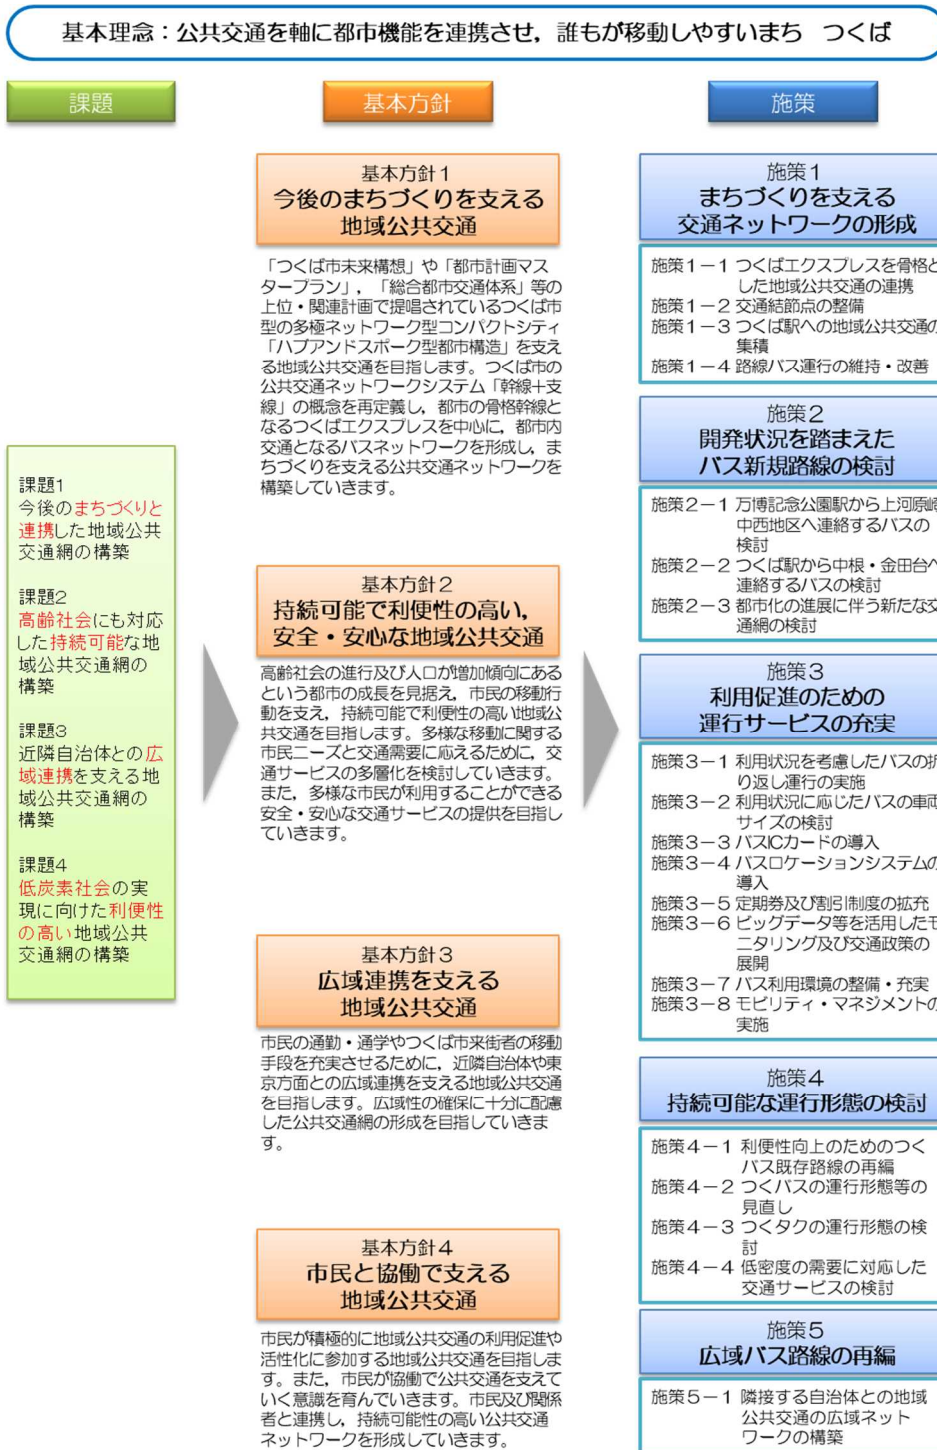 基本理念：公共交通を軸に都市機能を連携させ，誰もが移動しやすいまち　つくば
課題
基本方針
施策
課題1
今後のまちづくりと
連携した地域公共
交通網の構築
課題2
高齢社会にも対応
した持続可能な地
域公共交通網の
構築
課題3
近隣自治体との広
域連携を支える地
域公共交通網の
構築
課題4
低炭素社会の実
現に向けた利便性
の高い地域公共
交通網の構築
基本方針１
今後のまちづくりを支える
地域公共交通
「つくば市未来構想」や「都市計画マス
タープラン」，「総合都市交通体系」等の
上位・関連計画で提唱されているつくば市
型の多極ネットワーク型コンパクトシティ
「ハブアンドスポーク型都市構造」を支え
る地域公共交通を目指します。つくば市の
公共交通ネットワークシステム「幹線＋支
線」の概念を再定義し，都市の骨格幹線と
なるつくばエクスプレスを中心に，都市内
交通となるバスネットワークを形成し，ま
ちづくりを支える公共交通ネットワークを
構築していきます。
基本方針２
持続可能で利便性の高い，
安全・安心な地域公共交通
高齢社会の進行及び人口が増加傾向にある
という都市の成長を見据え，市民の移動行
動を支え，持続可能で利便性の高い地域公
共交通を目指します。多様な移動に関する
市民ニーズと交通需要に応えるために，交
通サービスの多層化を検討していきます。
また，多様な市民が利用することができる
安全・安心な交通サービスの提供を目指し
ていきます。
基本方針３
広域連携を支える
地域公共交通
市民の通勤・通学やつくば市来街者の移動
手段を充実させるために，近隣自治体や東
京方面との広域連携を支える地域公共交通
を目指します。広域性の確保に十分に配慮
した公共交通網の形成を目指していきま
す。
基本方針４
市民と協働で支える
地域公共交通
市民が積極的に地域公共交通の利用促進や
活性化に参加する地域公共交通を目指しま
す。また，市民が協働で公共交通を支えて
いく意識を育んでいきます。市民及び関係
者と連携し，持続可能性の高い公共交通
ネットワークを形成していきます。
施策１
まちづくりを支える
交通ネットワークの形成
施策１－１ つくばエクスプレスを骨格と
した地域公共交通の連携
施策１－２ 交通結節点の整備
施策１－３ つくば駅への地域公共交通の
集積
施策１－４ 路線バス運行の維持・改善
施策２
開発状況を踏まえた
バス新規路線の検討
施策２－１ 万博記念公園駅から上河原崎
中西地区へ連絡するバスの
検討
施策２－２ つくば駅から中根・金田台へ
連絡するバスの検討
施策２－３ 都市化の進展に伴う新たな交
通網の検討
施策３
利用促進のための
運行サービスの充実
施策３－１ 利用状況を考慮したバスの折
り返し運行の実施
施策３－２ 利用状況に応じたバスの車両
サイズの検討
施策３－３ バスICカードの導入
施策３－４ バスロケーションシステムの
導入
施策３－５ 定期券及び割引制度の拡充
施策３－６ ビッグデータ等を活用したモ
ニタリング及び交通政策の
展開
施策３－７ バス利用環境の整備・充実
施策３－８ モビリティ・マネジメントの
実施
施策４
持続可能な運行形態の検討
施策４－１ 利便性向上のためのつく
バス既存路線の再編
施策４－２ つくバスの運行形態等の
見直し
施策４－３ つくタクの運行形態の検
討
施策４－４ 低密度の需要に対応した
交通サービスの検討
施策５
広域バス路線の再編
施策５－１ 隣接する自治体との地域
公共交通の広域ネット
ワークの構築